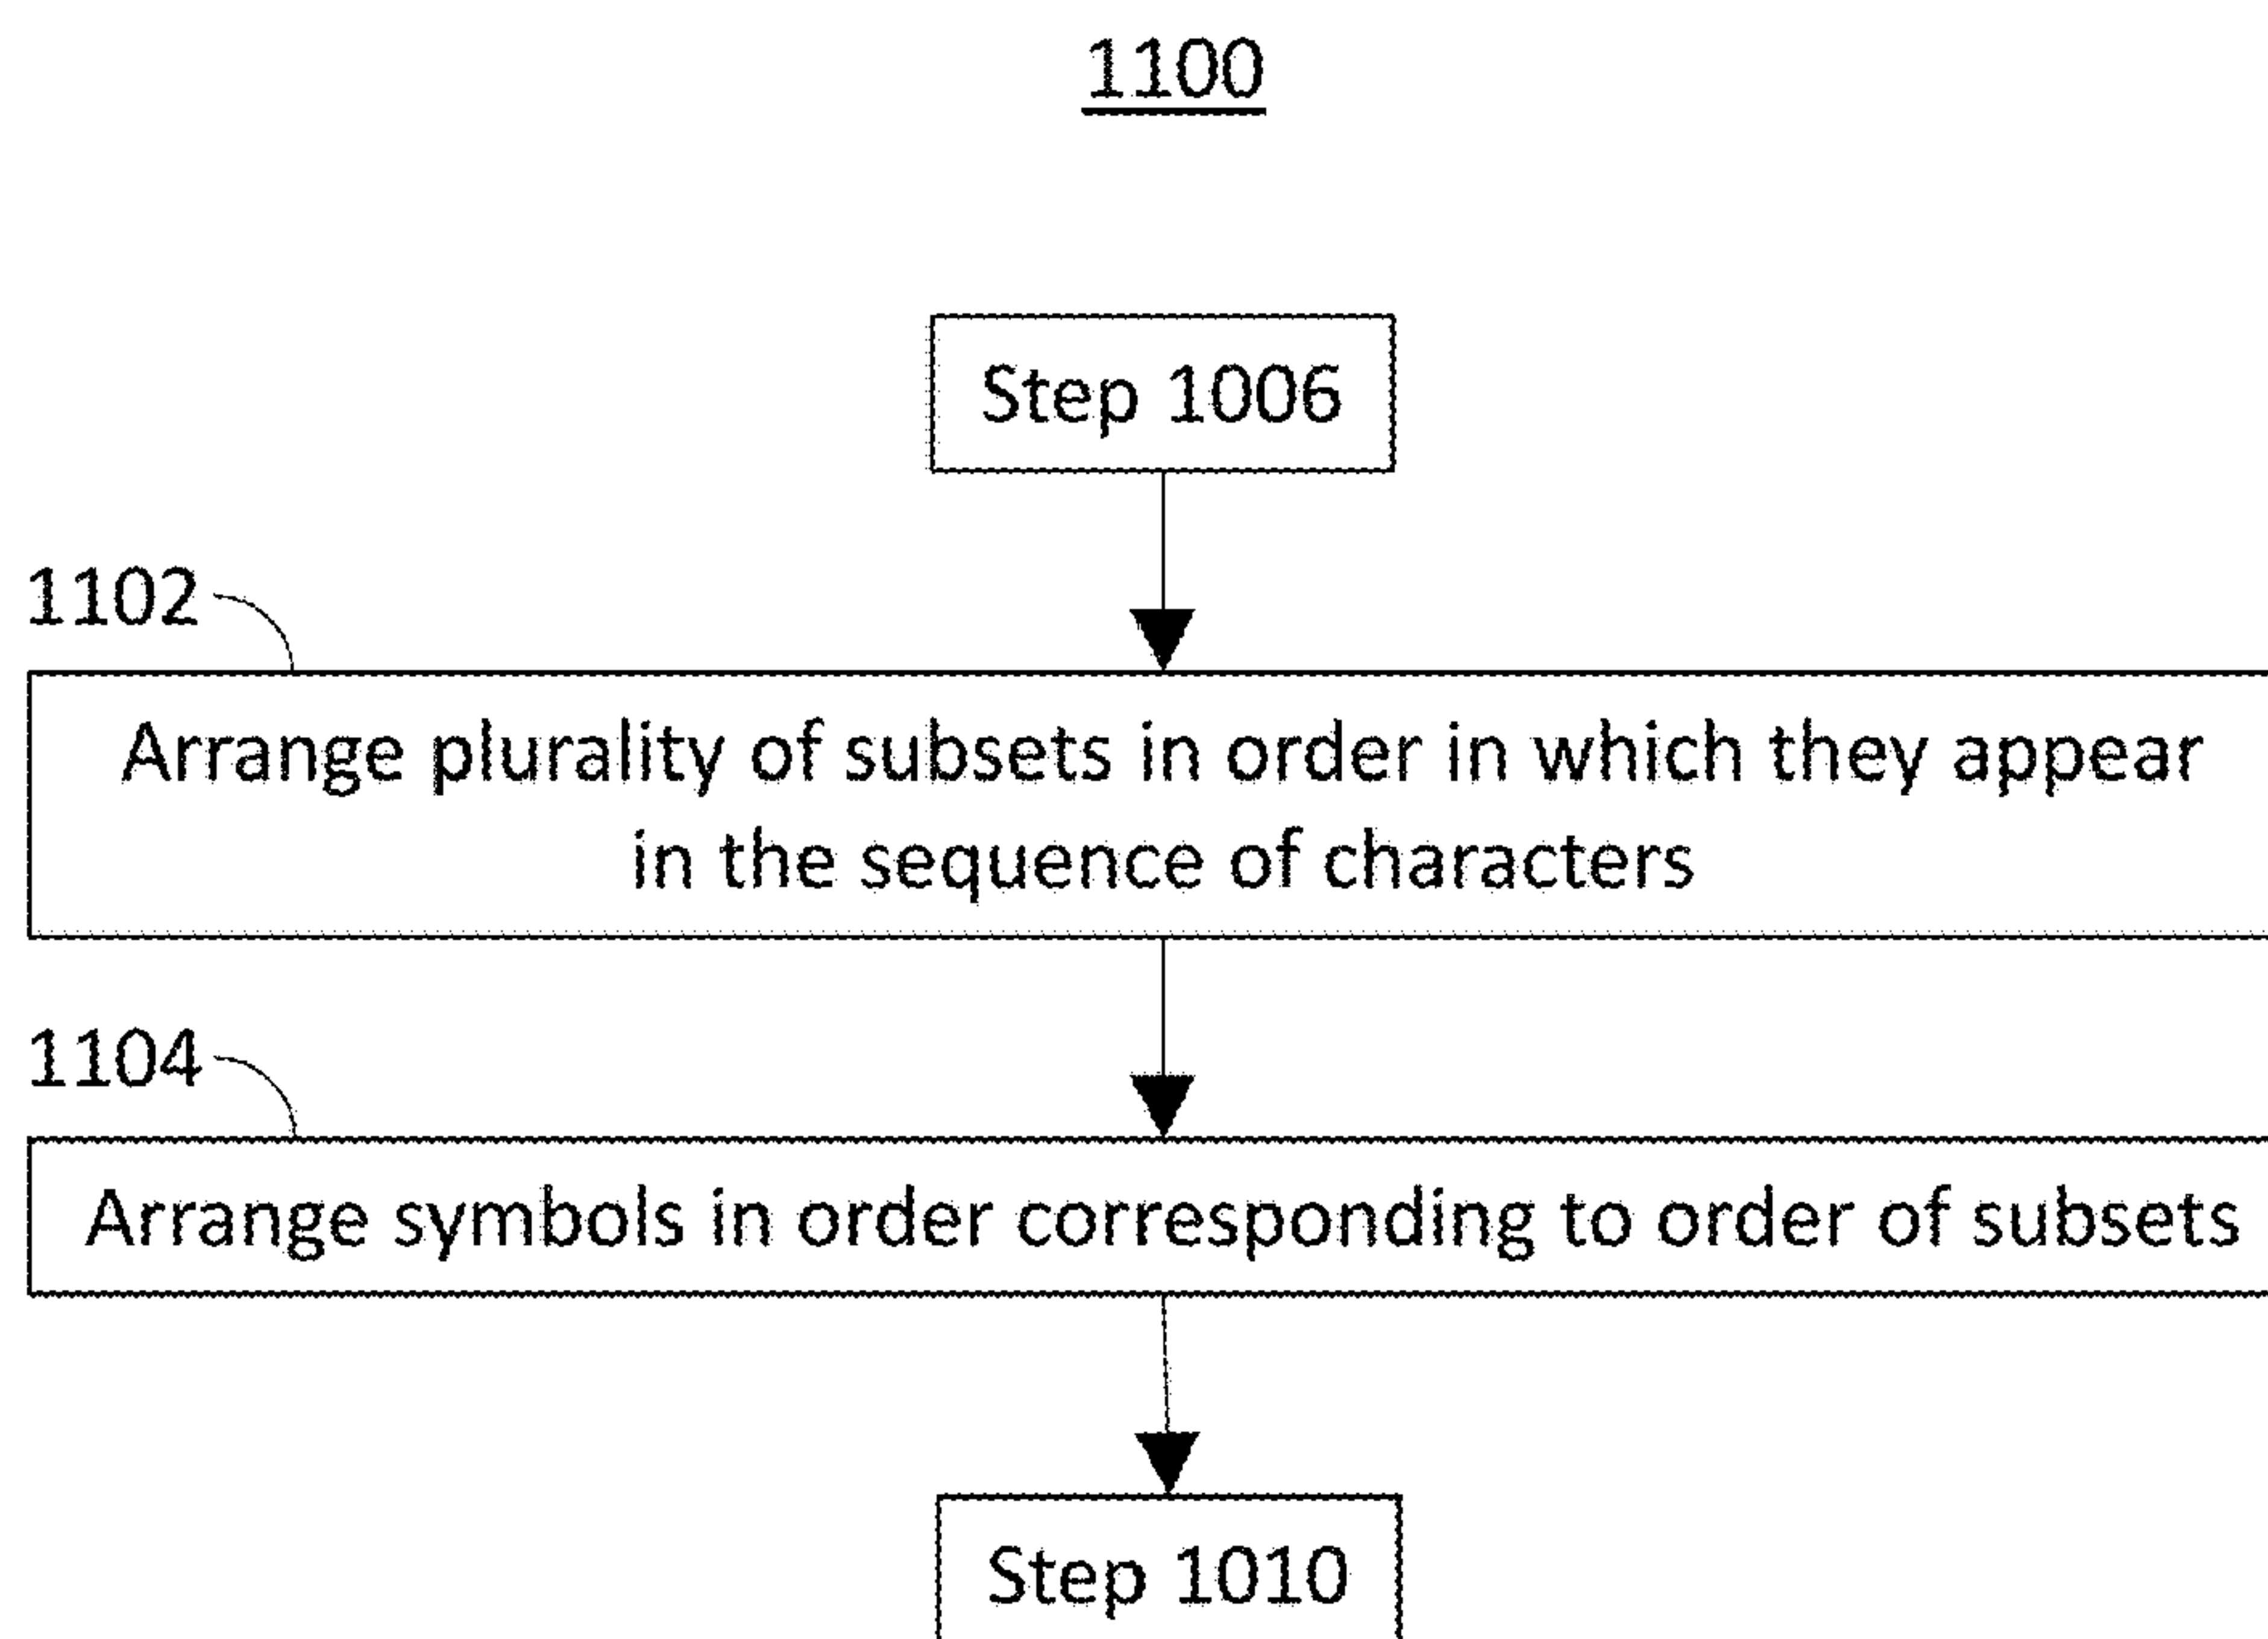 1100
Step 1006
1102
Arrange plurality of subsets in order in which they appear
in the sequence of characters
1104
Arrange symbols in order corresponding to order of subsets
Step 1010